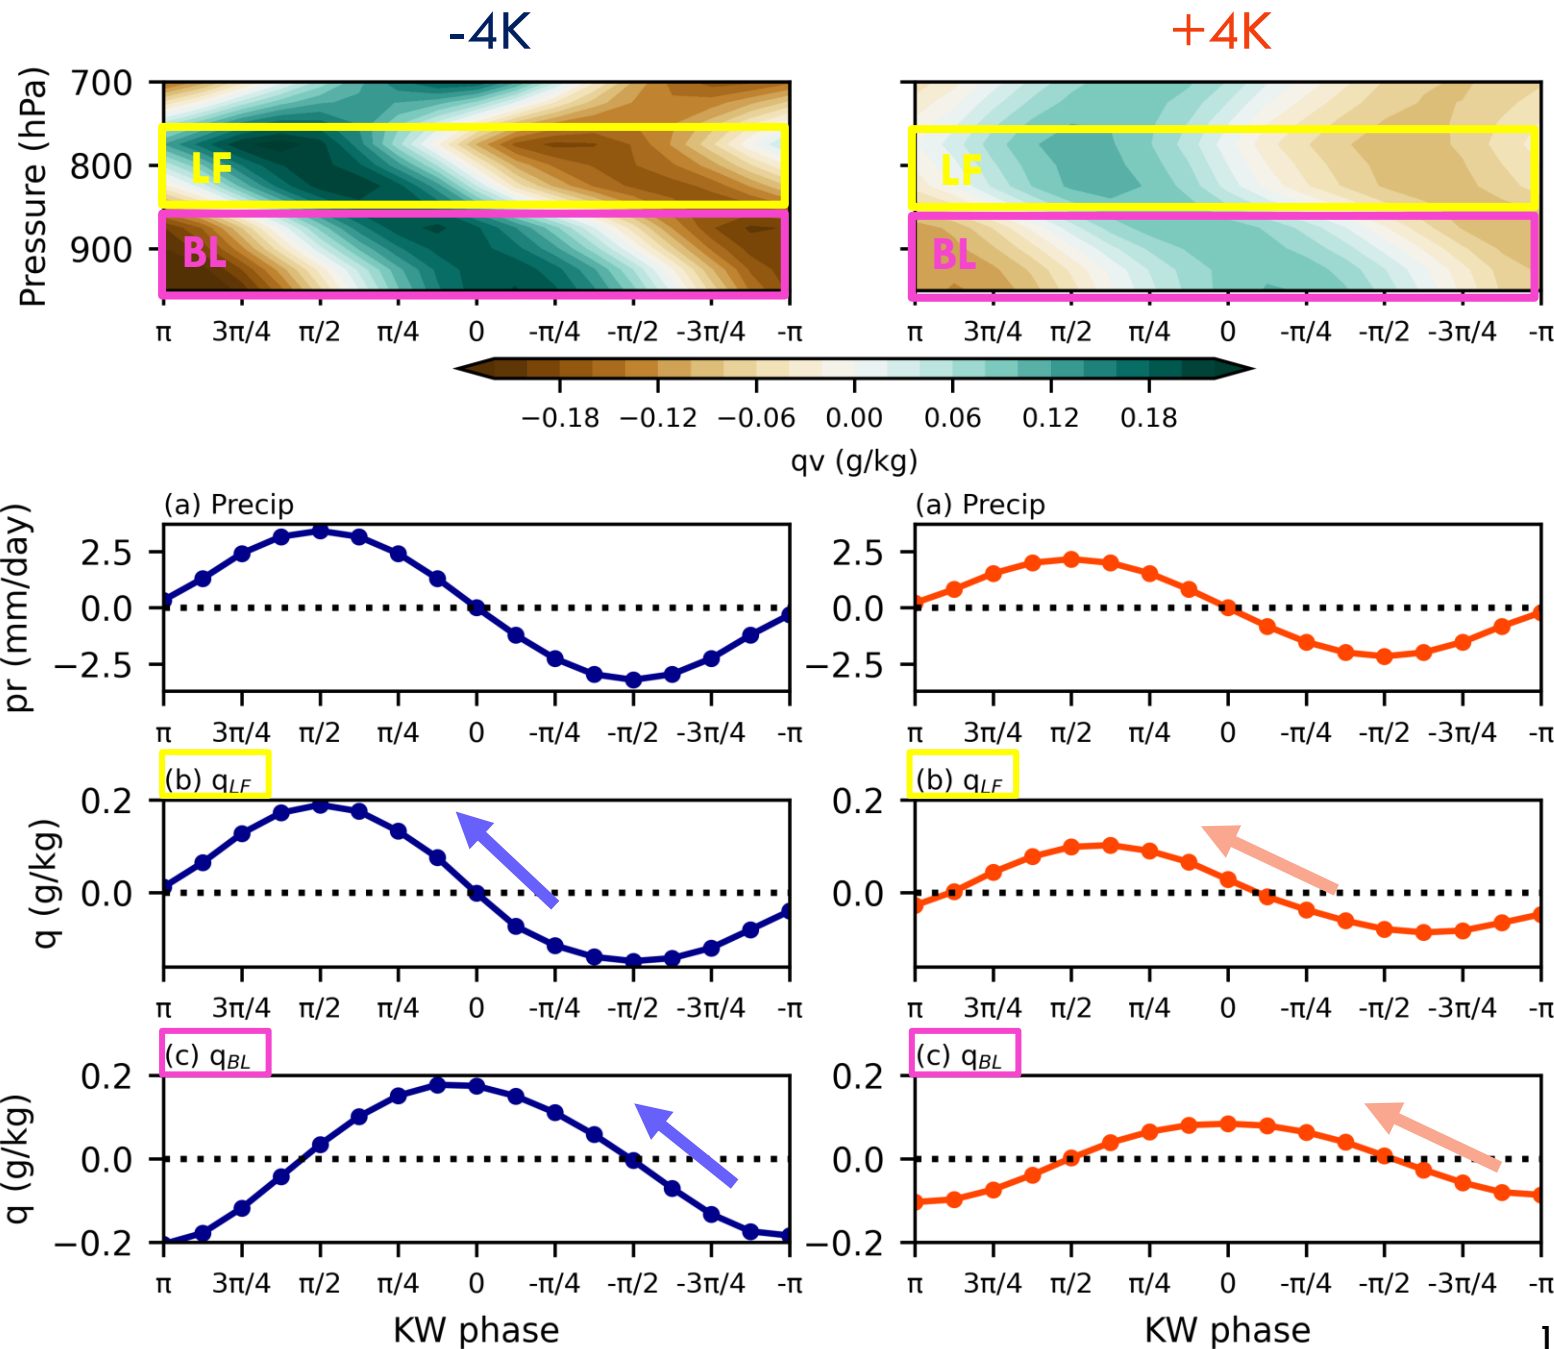 -4K +4K
Pressure (hPa)
700
800
900
LF LF
BL BL
π 3π/4 π/2 π/4 0 -π/4 -π/2 -3π/4 -π π 3π/4 π/2 π/4 0 -π/4 -π/2 -3π/4 -π
−0.18 −0.12 −0.06 0.00 0.06 0.12 0.18
qv (g/kg)
(a) Precip (a) Precip
pr (mm/day)
2.5 2.5
0.0 0.0
−2.5 −2.5
π 3π/4 π/2 π/4 0 -π/4 -π/2 -3π/4 -π π 3π/4 π/2 π/4 0 -π/4 -π/2 -3π/4 -π
(b) qLF (b) qLF
q (g/kg)
0.2 0.2
0.0 0.0
π 3π/4 π/2 π/4 0 -π/4 -π/2 -3π/4 -π π 3π/4 π/2 π/4 0 -π/4 -π/2 -3π/4 -π
(c) qBL (c) qBL
q (g/kg)
0.2 0.2
0.0 0.0
−0.2 −0.2
π 3π/4 π/2 π/4 0 -π/4 -π/2 -3π/4 -π π 3π/4 π/2 π/4 0 -π/4 -π/2 -3π/4 -π
KW phase KW phase
1